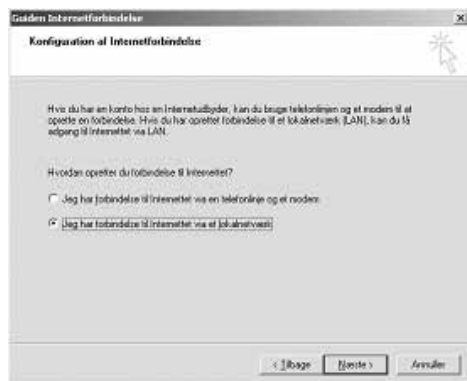 Guiden Internetforbindelse
Konfiguration af Internetforbindelse
Hvis du har en konto hos en Internetudbyder, kan du bruge telefonlinjen og et modem til at
oprette en forbindelse. Hvis du har oprettet forbindelse til et lokalnetværk (LAN), kan du få
adgang til Internettet via LAN.
Hvordan opretter du forbindelse til Internettet?
Jeg har forbindelse til Internettet via en telefonlinje og et modem
Jeg har forbindelse til Internettet via et lokalnetværk
< Tilbage Næste > Annuller